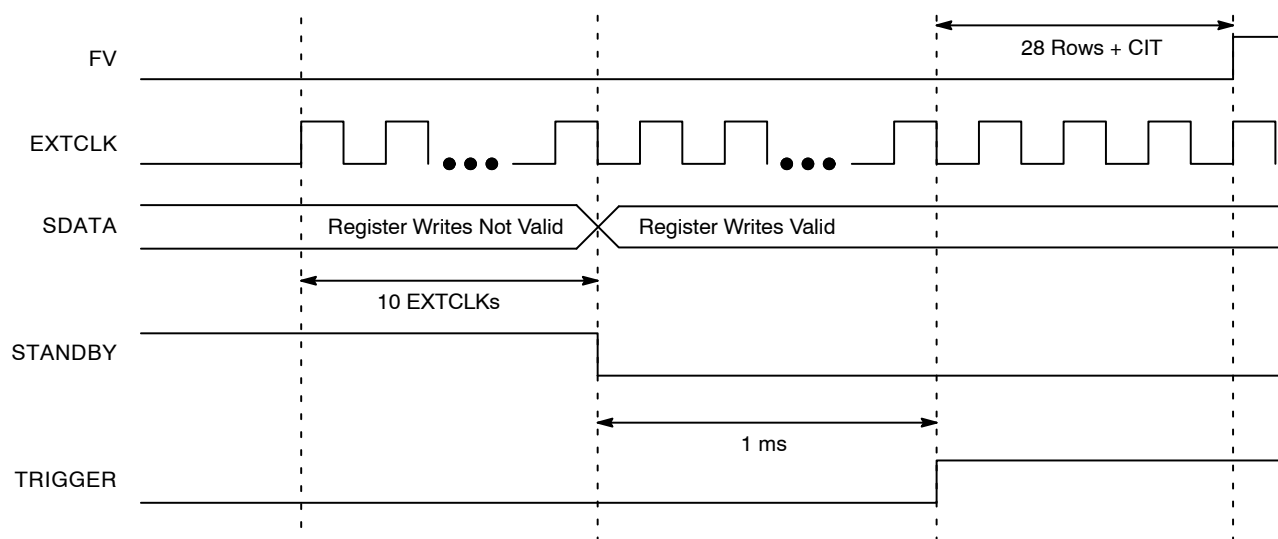 28 Rows + CIT
FV
EXTCLK
SDATA
Register Writes Not Valid
Register Writes Valid
10 EXTCLKs
STANDBY
1 ms
TRIGGER